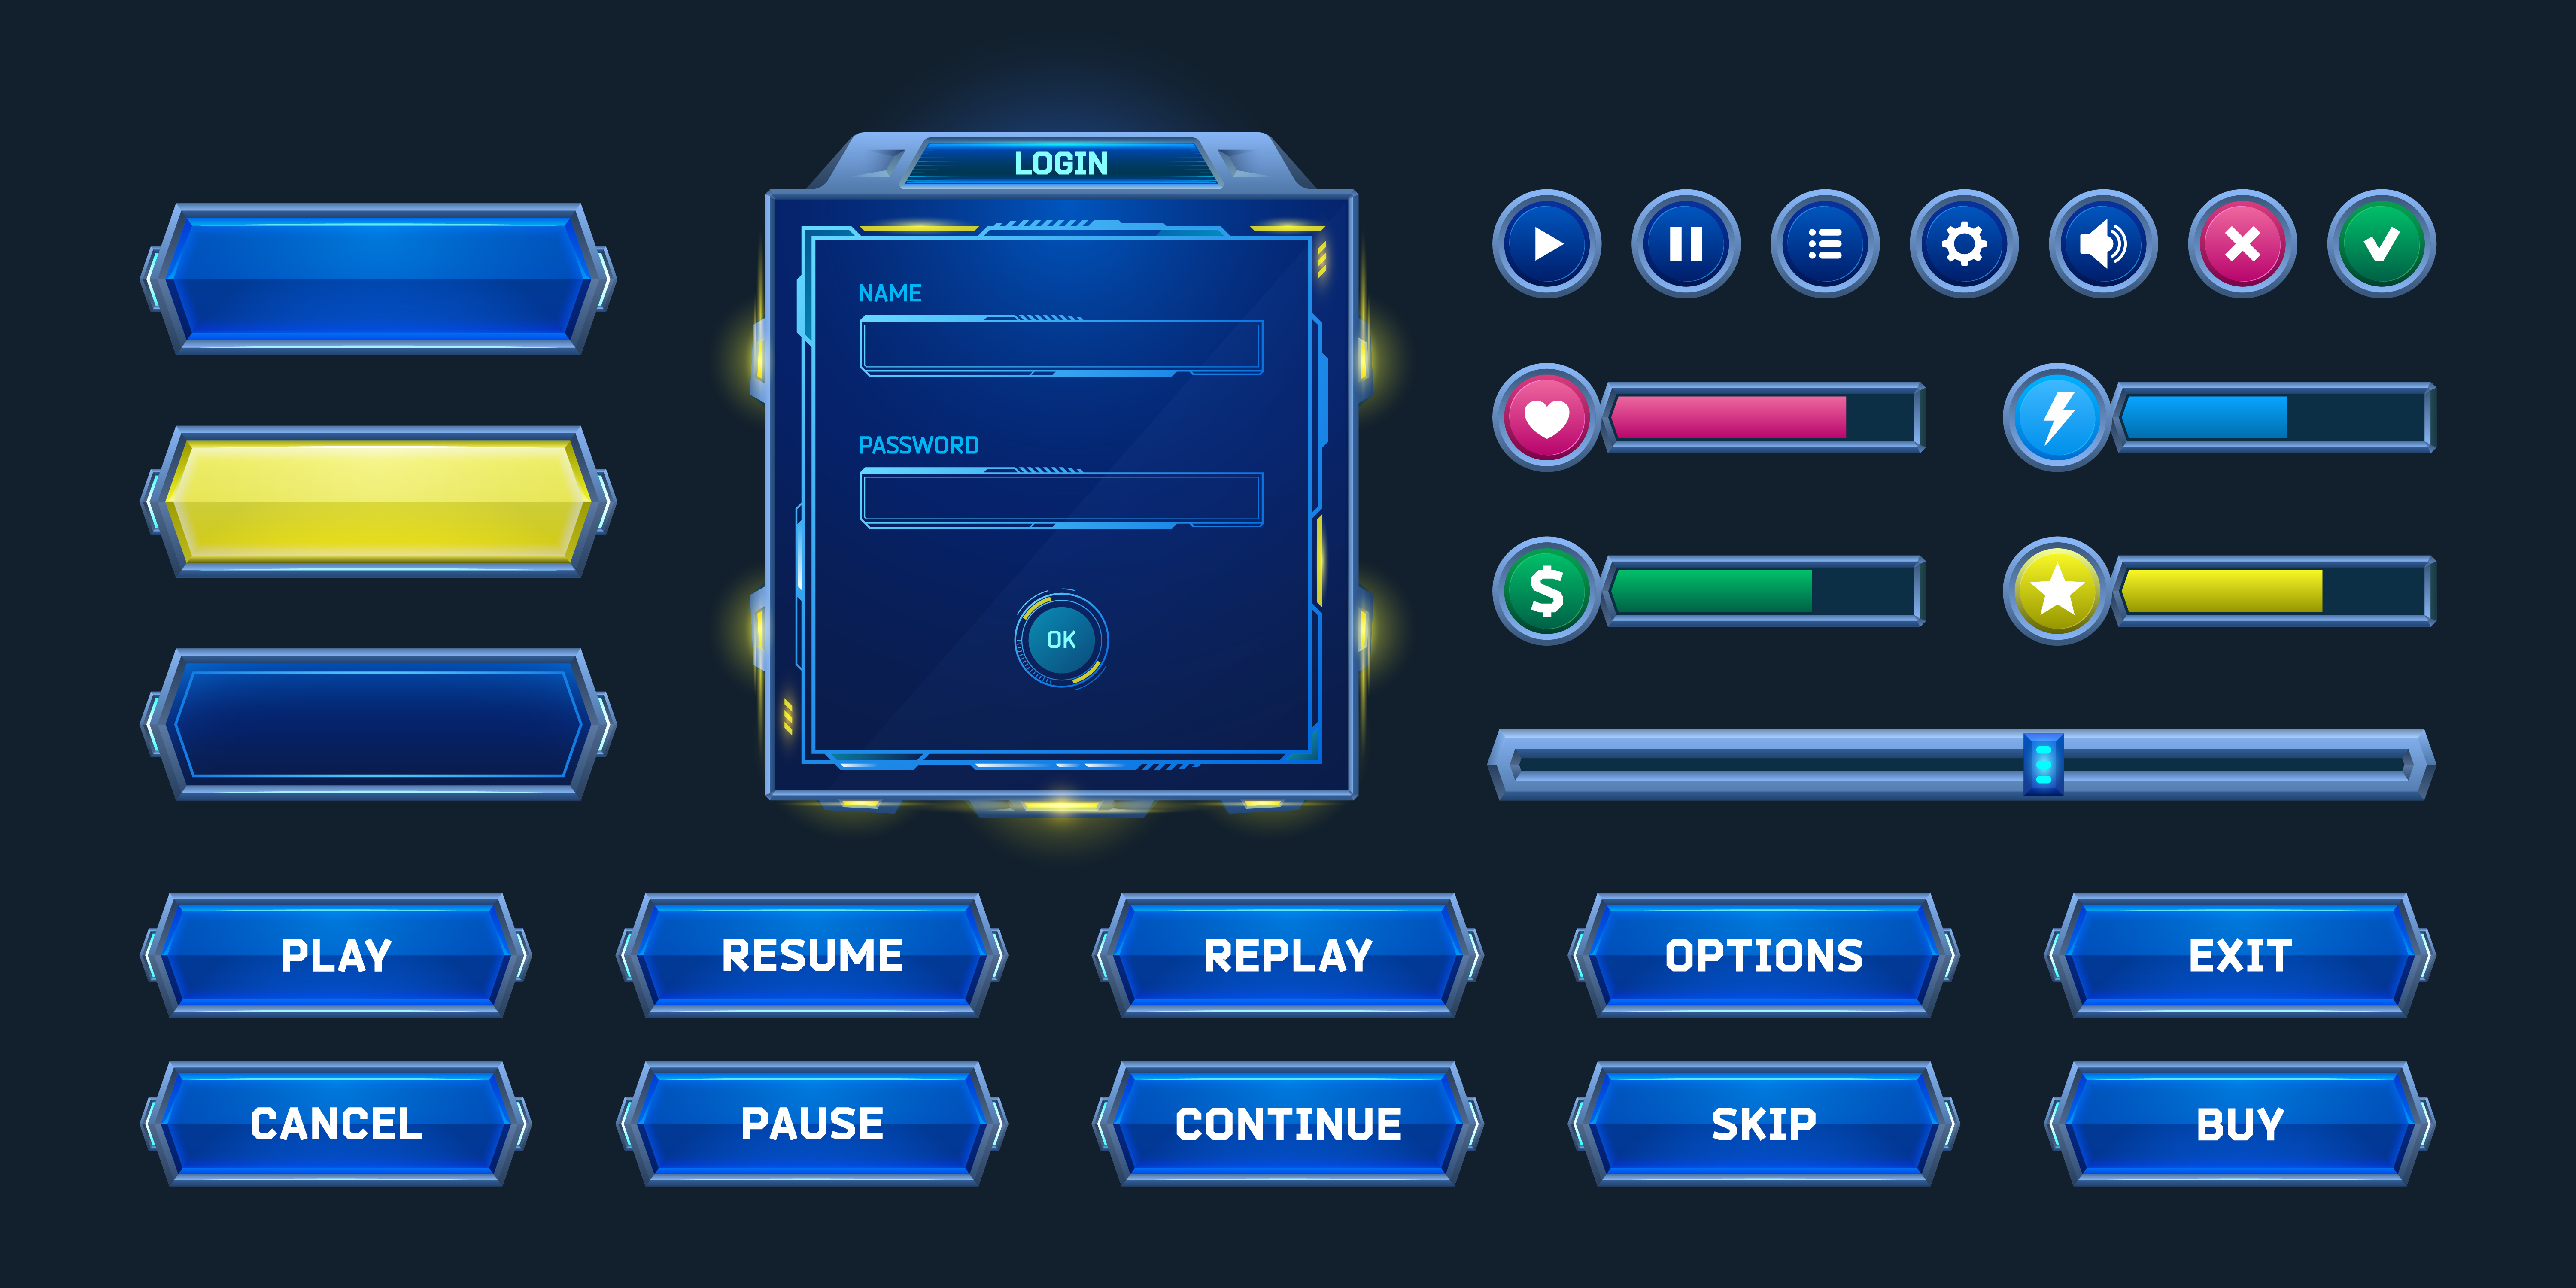 LOGIN
NAME
PASSWORD
OK
$
PLAY
RESUME
REPLAY
OPTIONS
EXIT
CANCEL
PAUSE
CONTINUE
SKIP
BUY